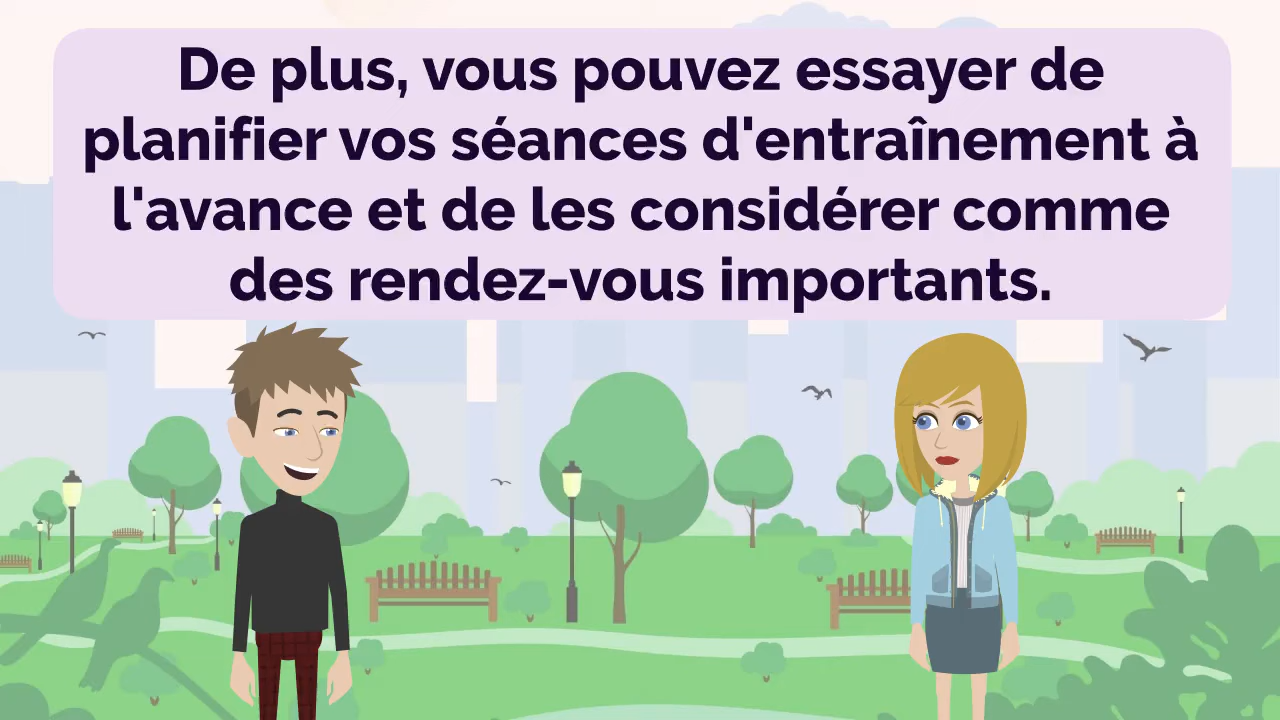 De plus, vous pouvez essayer de
planifier vos séances d'entraînement à
l'avance et de les considérer comme
des rendez-vous importants.